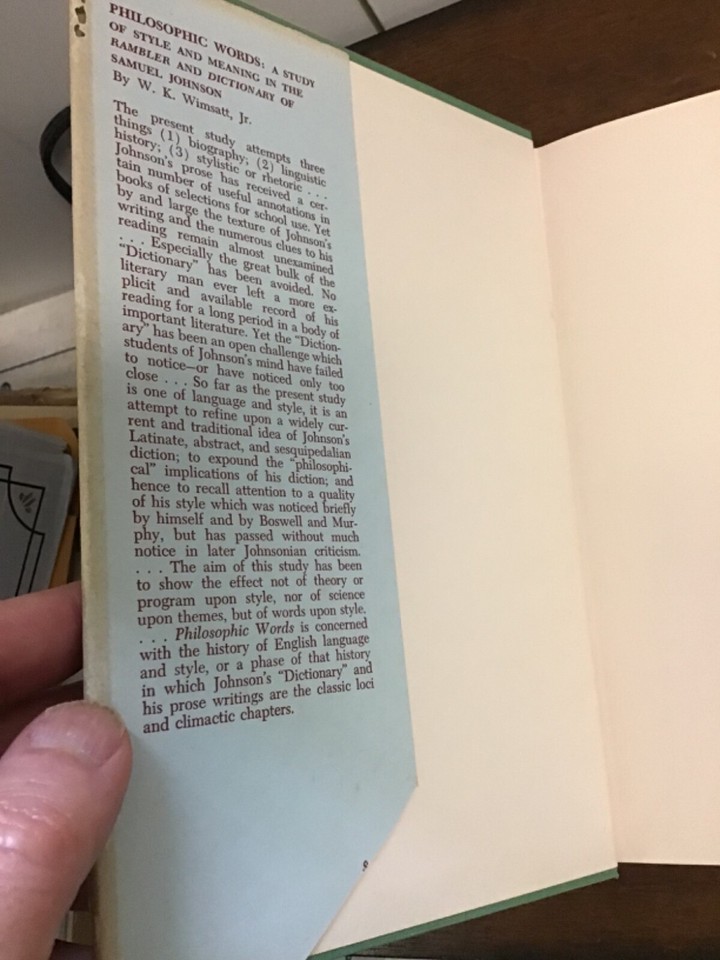 PHILOSOPHIC WORDS: A STUDY
OF STYLE AND MEANING IN THE
RAMBLER AND DICTIONARY OF
SAMUEL JOHNSON
By W. K. Wimsatt, Jr.
The present study attempts three
things (1) biography; (2) linguistic
history; (3) stylistic or rhetoric . . .
Johnson's prose has received a cer-
tain number of useful annotations in
books of selections for school use. Yet
by and large the texture of Johnson's
writing and the numerous clues to his
reading remain almost unexamined
. . . Especially the great bulk of the
"Dictionary" has been avoided. No
literary man ever left a more ex-
plicit and available record of his
reading for a long period in a body of
important literature. Yet the "Diction-
ary" has been an open challenge which
students of Johnson's mind have failed
to notice—or have noticed only too
close . . . So far as the present study
is one of language and style, it is an
attempt to refine upon a widely cur-
rent and traditional idea of Johnson's
Latinate, abstract, and sesquipedalian
diction; to expound the "philosophi-
cal" implications of his diction; and
hence to recall attention to a quality
of his style which was noticed briefly
by himself and by Boswell and Mur-
phy, but has passed without much
notice in later Johnsonian criticism.
. . . The aim of this study has been
to show the effect not of theory or
program upon style, nor of science
upon themes, but of words upon style.
. . . Philosophic Words is concerned
with the history of English language
and style, or a phase of that history
in which Johnson's "Dictionary" and
his prose writings are the classic loci
and climactic chapters.